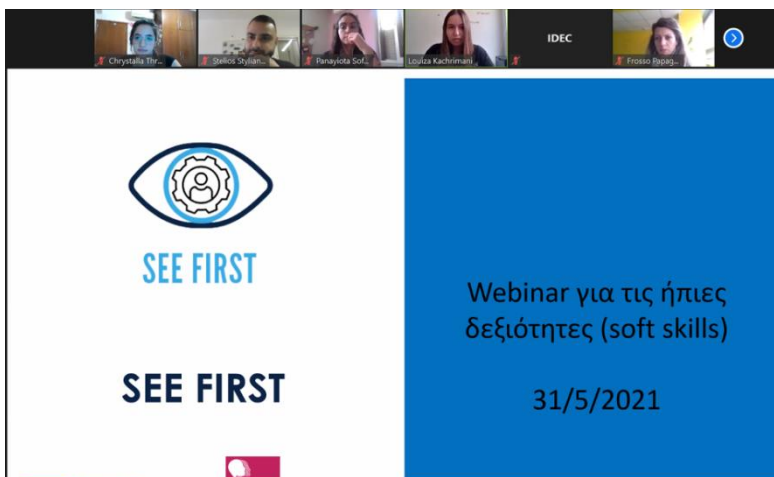 Chrystalla Thr...
Stelios Stylian...
Panayiota Sof...
Louiza Kachrimani
IDEC
Frosso Papag...
SEE FIRST
SEE FIRST
Webinar για τις ήπιες
δεξιότητες (soft skills)
31/5/2021